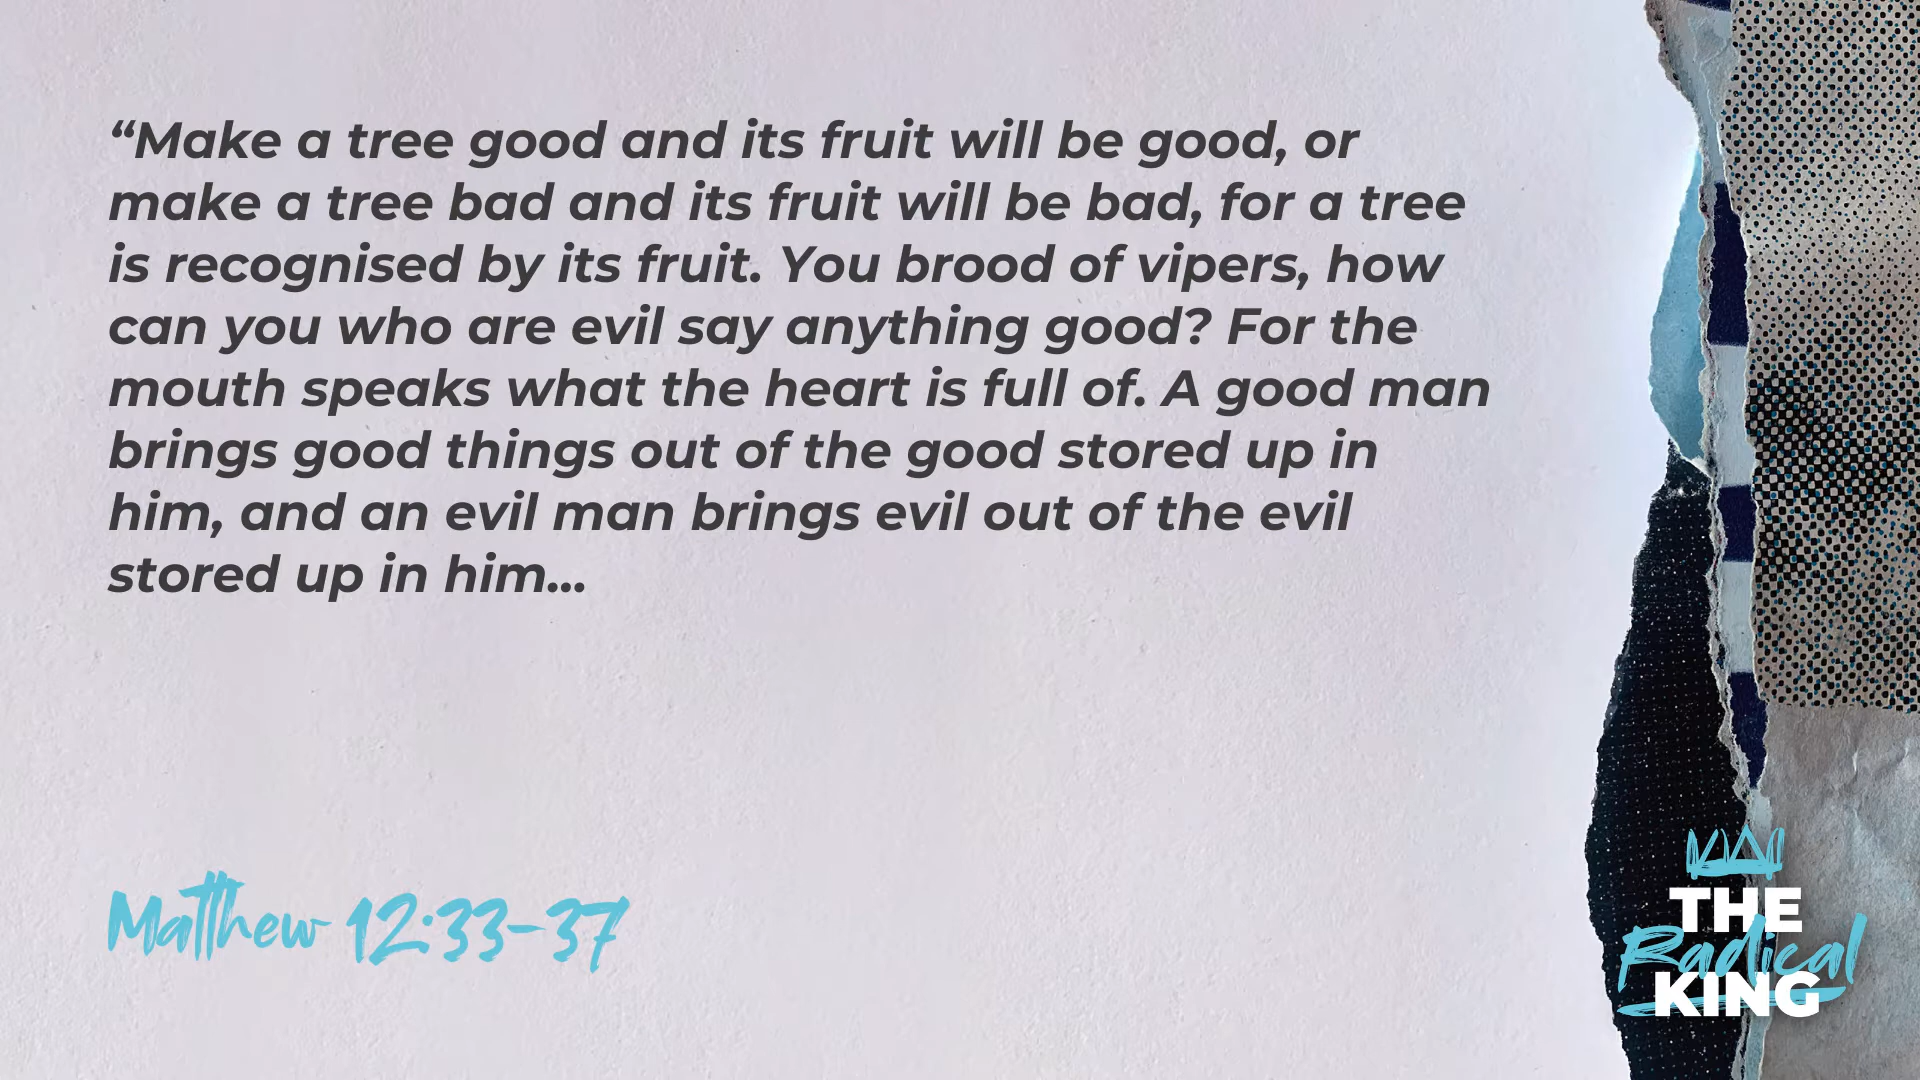 “Make a tree good and its fruit will be good, or
make a tree bad and its fruit will be bad, for a tree
is recognised by its fruit. You brood of vipers, how
can you who are evil say anything good? For the
mouth speaks what the heart is full of. A good man
brings good things out of the good stored up in
him, and an evil man brings evil out of the evil
stored up in him...
Matthew 12:33-37
THE
Radical
KING